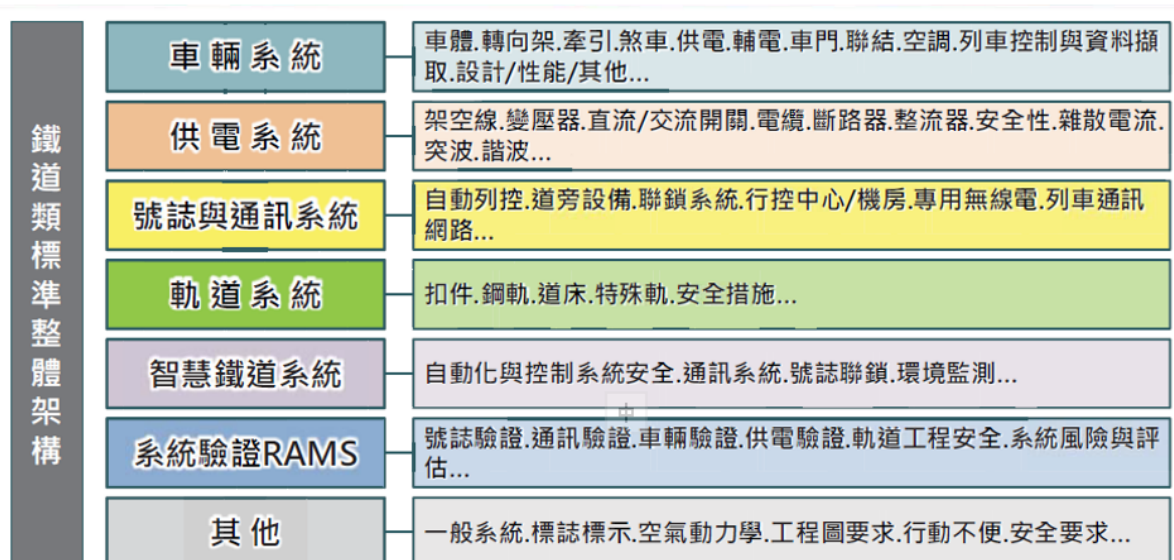 鐵道類標準整體架構
車輛系統
車體.轉向架.牽引.煞車.供電.輔電.車門.聯結.空調.列車控制與資料擷
取.設計/性能/其他...
供電系統
架空線.變壓器.直流/交流開關.電纜.斷路器.整流器.安全性.雜散電流.
突波.諧波...
號誌與通訊系統
自動列控.道旁設備.聯鎖系統.行控中心/機房.專用無線電.列車通訊
網路...
軌道系統
扣件.鋼軌.道床.特殊軌.安全措施...
智慧鐵道系統
自動化與控制系統安全.通訊系統.號誌聯鎖.環境監測...
中
系統驗證RAMS
號誌驗證.通訊驗證.車輛驗證.供電驗證.軌道工程安全.系統風險與評
估...
其他
一般系統.標誌標示.空氣動力學.工程圖要求.行動不便.安全要求...